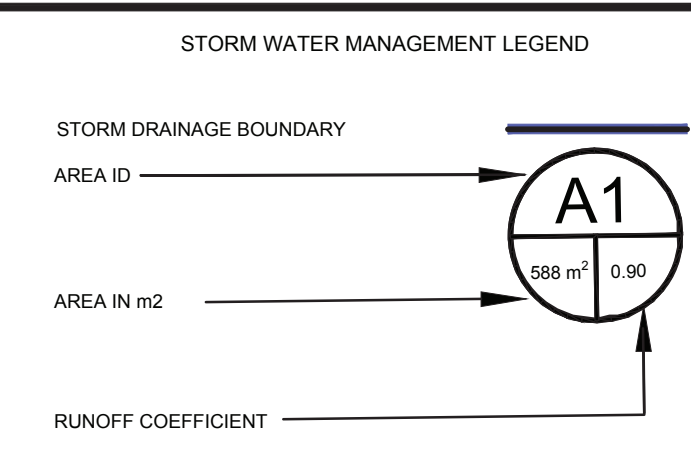 STORM WATER MANAGEMENT LEGEND
STORM DRAINAGE BOUNDARY
AREA ID
A1
588 m² 0.90
AREA IN m2
RUNOFF COEFFICIENT